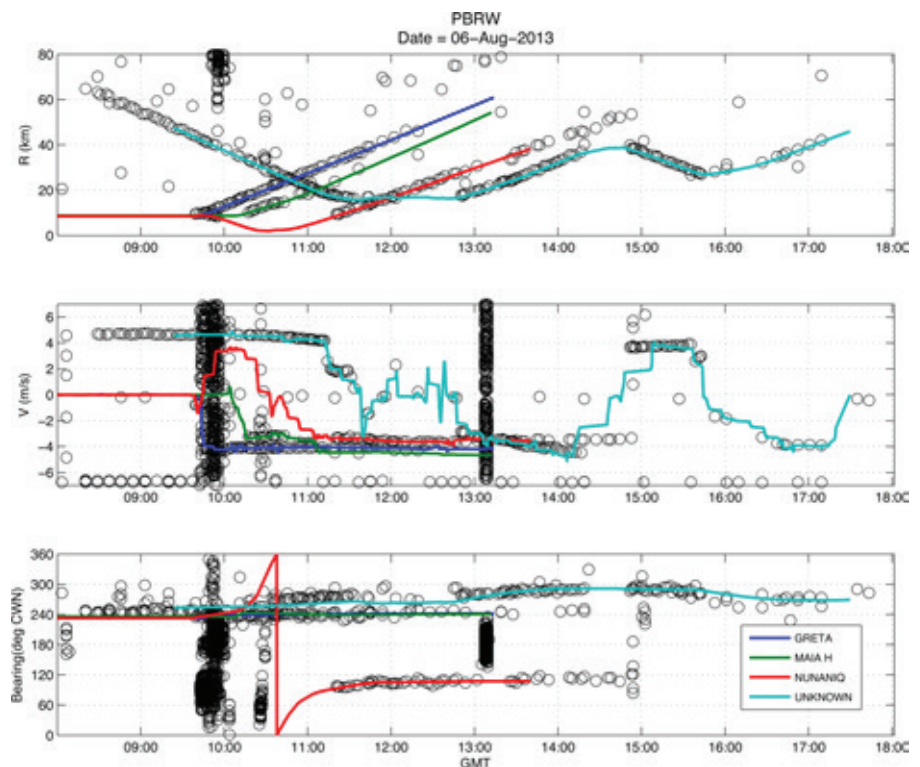 PBRW
Date = 06-Aug-2013
80
60
40
20
0
R (km)
09:00 10:00 11:00 12:00 13:00 14:00 15:00 16:00 17:00 18:00
6
4
2
0
-2
-4
-6
V (m/s)
09:00 10:00 11:00 12:00 13:00 14:00 15:00 16:00 17:00 18:00
360
300
240
180
120
60
0
Bearing(deg CWN)
GRETA
MAIA H
NUNANIQ
UNKNOWN
09:00 10:00 11:00 12:00 13:00 14:00 15:00 16:00 17:00 18:00
GMT